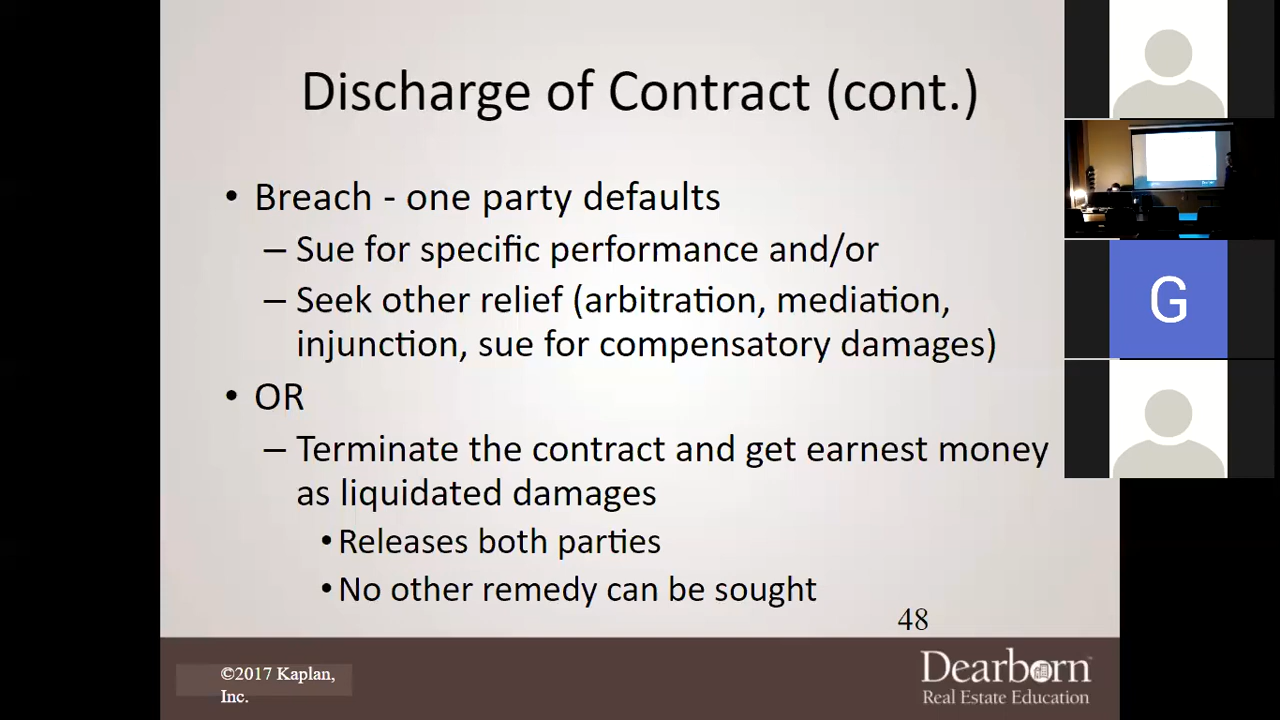 Discharge of Contract (cont.)
• Breach - one party defaults
– Sue for specific performance and/or
– Seek other relief (arbitration, mediation,
injunction, sue for compensatory damages)
• OR
– Terminate the contract and get earnest money
as liquidated damages
• Releases both parties
• No other remedy can be sought
48
©2017 Kaplan,
Inc.
Dearborn
Real Estate Education
G